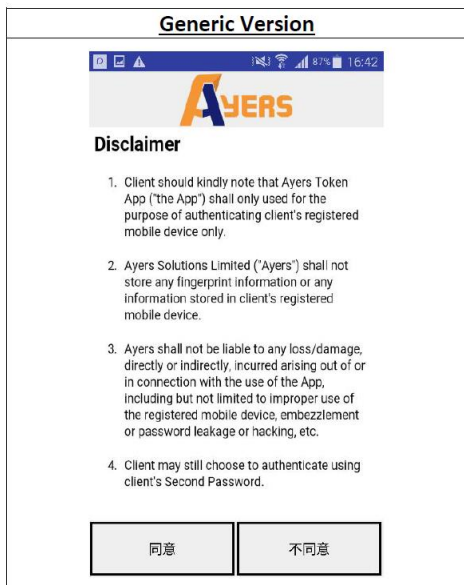 Generic Version
87% 16:42
AYERS
Disclaimer
1. Client should kindly note that Ayers Token
App ("the App") shall only used for the
purpose of authenticating client's registered
mobile device only.
2. Ayers Solutions Limited ("Ayers") shall not
store any fingerprint information or any
information stored in client's registered
mobile device.
3. Ayers shall not be liable to any loss/damage,
directly or indirectly, incurred arising out of or
in connection with the use of the App,
including but not limited to improper use of
the registered mobile device, embezzlement
or password leakage or hacking, etc.
4. Client may still choose to authenticate using
client's Second Password.
同意 不同意